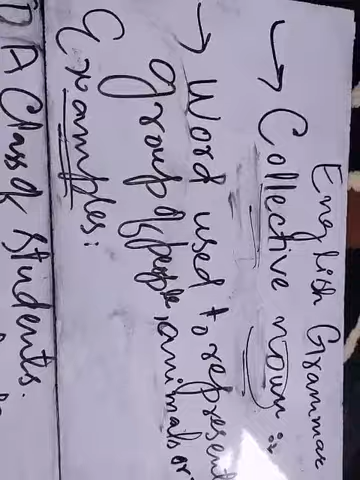 English Grammar
→ Collective noun :-
→ Word used to represent
group of people, animals or
Examples:
1) A Class of Students.